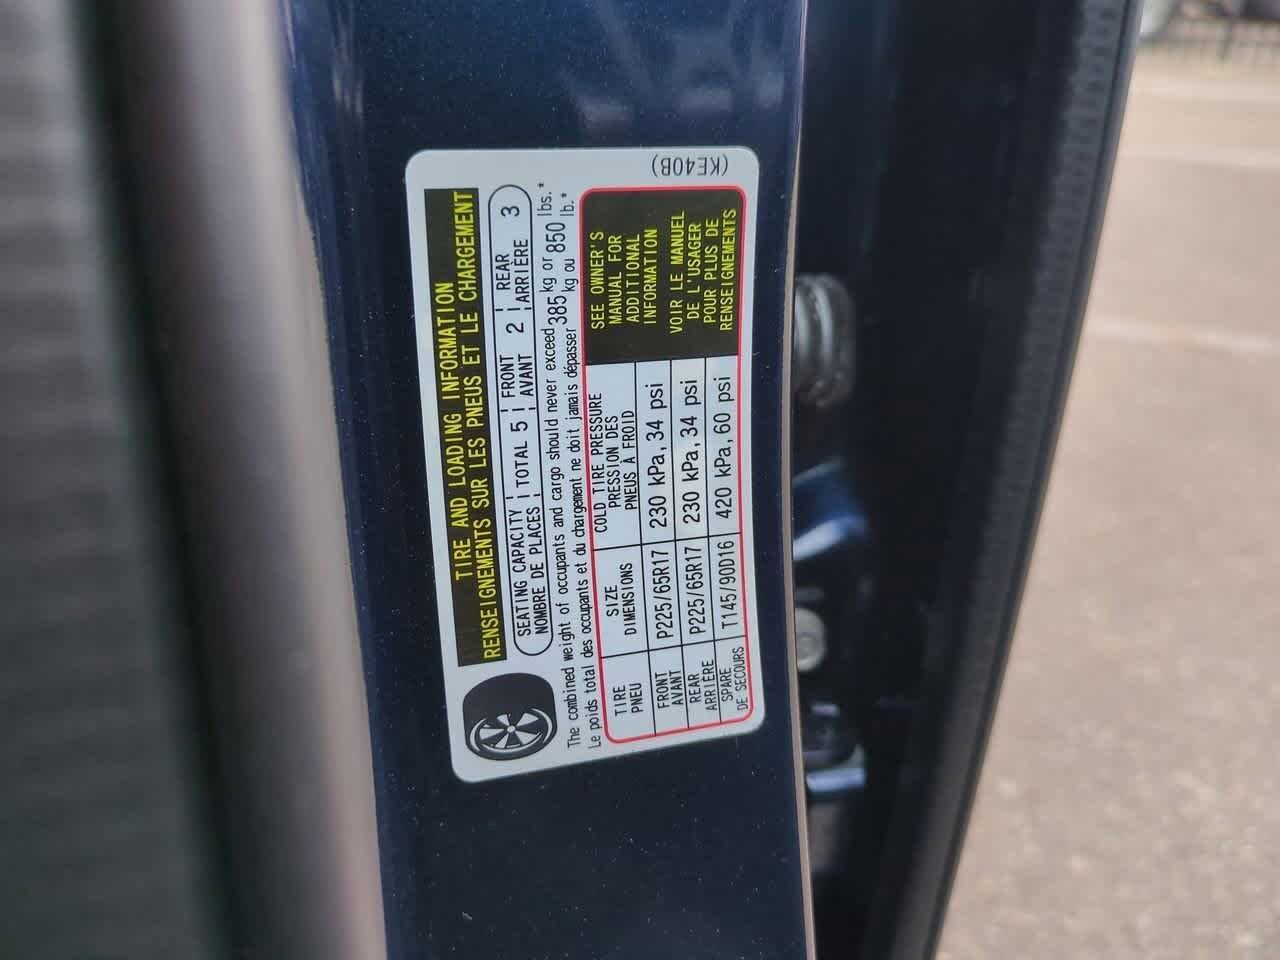 (KE40B)
TIRE AND LOADING INFORMATION
RENSEIGNEMENTS SUR LES PNEUS ET LE CHARGEMENT
SEATING CAPACITY TOTAL 5 FRONT 2 REAR 3
NOMBRE DE PLACES AVANT ARRIÈRE
The combined weight of occupants and cargo should never exceed 385 kg or 850 lbs.*
Le poids total des occupants et du chargement ne doit jamais dépasser kg ou lb.*
TIRE SIZE COLD TIRE PRESSURE
PNEU DIMENSIONS PRESSION DES
PNEUS À FROID
FRONT P225/65R17 230 kPa, 34 psi
AVANT
REAR P225/65R17 230 kPa, 34 psi
ARRIÈRE
SPARE T145/90D16 420 kPa, 60 psi
DE SECOURS
SEE OWNER'S
MANUAL FOR
ADDITIONAL
INFORMATION
VOIR LE MANUEL
DE L'USAGER
POUR PLUS DE
RENSEIGNEMENTS